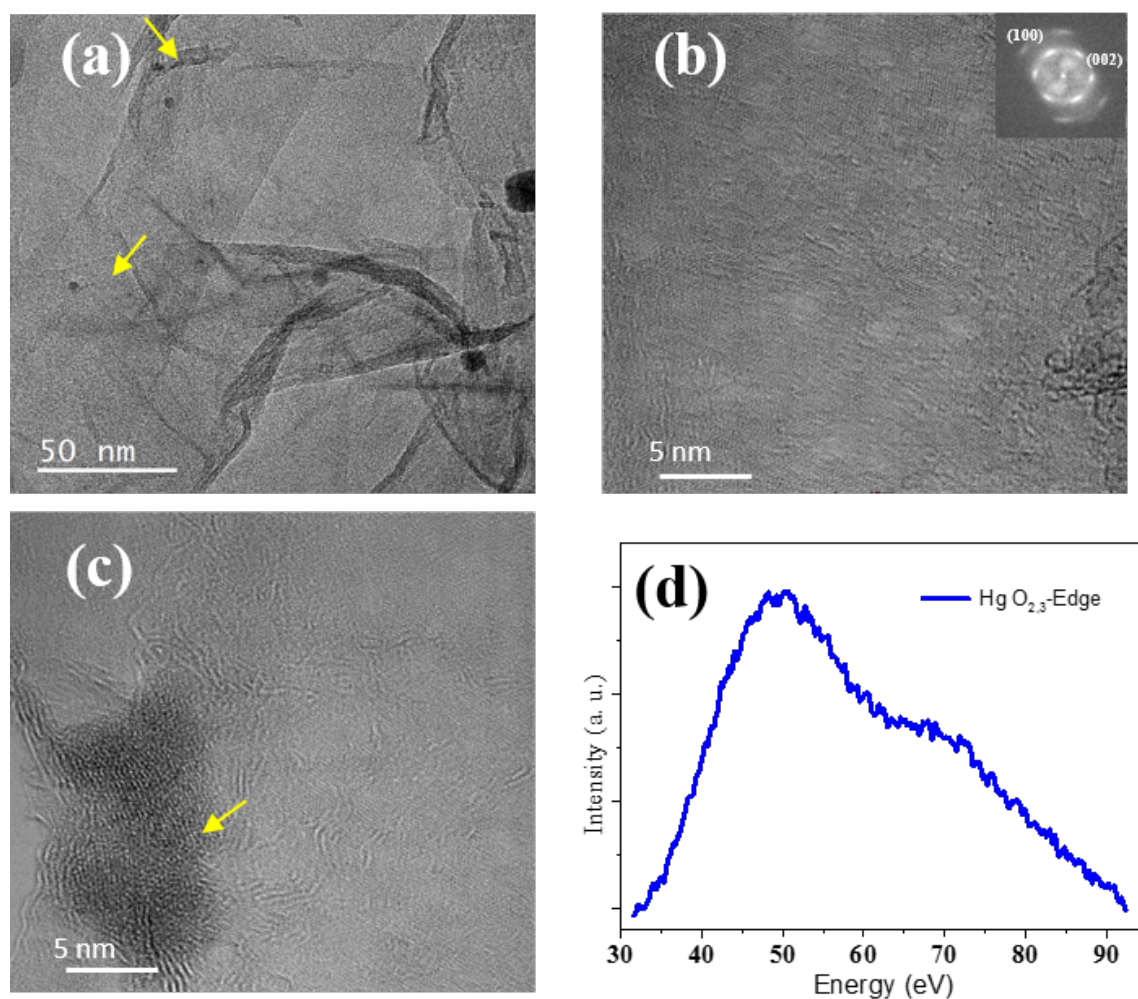 (a)
50 nm
(b)
(100)
(002)
5 nm
(c)
5 nm
(d)
Hg O2,3-Edge
Intensity (a. u.)
30 40 50 60 70 80 90
Energy (eV)